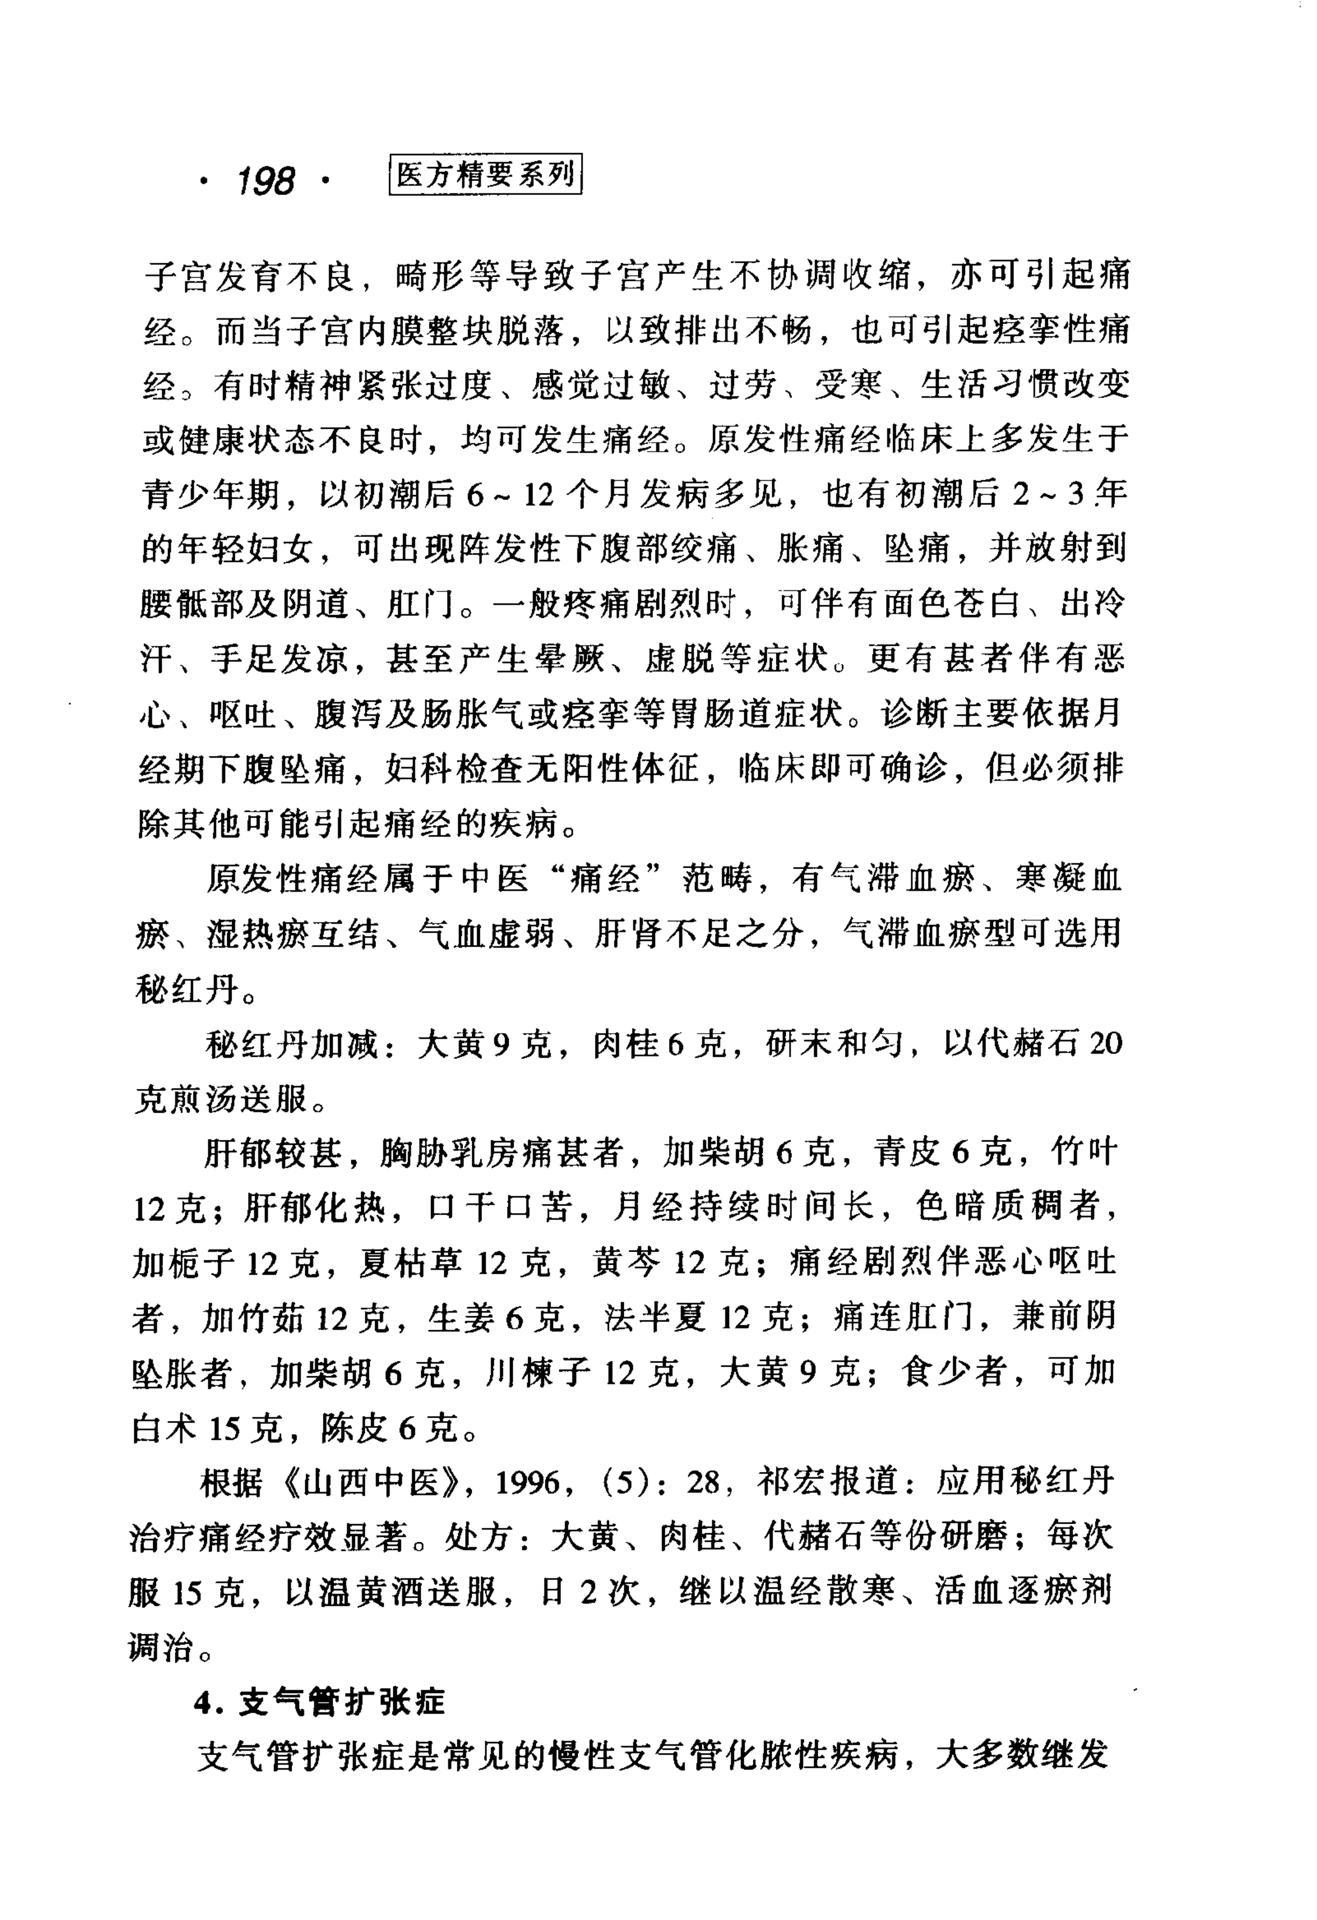 · 198 · 医方精要系列
子宫发育不良，畸形等导致子宫产生不协调收缩，亦可引起痛
经。而当子宫内膜整块脱落，以致排出不畅，也可引起痉挛性痛
经。有时精神紧张过度、感觉过敏、过劳、受寒、生活习惯改变
或健康状态不良时，均可发生痛经。原发性痛经临床上多发生于
青少年期，以初潮后 6～12 个月发病多见，也有初潮后 2～3 年
的年轻妇女，可出现阵发性下腹部绞痛、胀痛、坠痛，并放射到
腰骶部及阴道、肛门。一般疼痛剧烈时，可伴有面色苍白、出冷
汗、手足发凉，甚至产生晕厥、虚脱等症状。更有甚者伴有恶
心、呕吐、腹泻及肠胀气或痉挛等胃肠道症状。诊断主要依据月
经期下腹坠痛，妇科检查无阳性体征，临床即可确诊，但必须排
除其他可能引起痛经的疾病。
原发性痛经属于中医“痛经”范畴，有气滞血瘀、寒凝血
瘀、湿热瘀互结、气血虚弱、肝肾不足之分，气滞血瘀型可选用
秘红丹。
秘红丹加减：大黄 9 克，肉桂 6 克，研末和匀，以代赭石 20
克煎汤送服。
肝郁较甚，胸胁乳房痛甚者，加柴胡 6 克，青皮 6 克，竹叶
12 克；肝郁化热，口干口苦，月经持续时间长，色暗质稠者，
加栀子 12 克，夏枯草 12 克，黄芩 12 克；痛经剧烈伴恶心呕吐
者，加竹茹 12 克，生姜 6 克，法半夏 12 克；痛连肛门，兼前阴
坠胀者，加柴胡 6 克，川楝子 12 克，大黄 9 克；食少者，可加
白术 15 克，陈皮 6 克。
根据《山西中医》，1996，（5）：28，祁宏报道：应用秘红丹
治疗痛经疗效显著。处方：大黄、肉桂、代赭石等份研磨；每次
服 15 克，以温黄酒送服，日 2 次，继以温经散寒、活血逐瘀剂
调治。
4. 支气管扩张症
支气管扩张症是常见的慢性支气管化脓性疾病，大多数继发